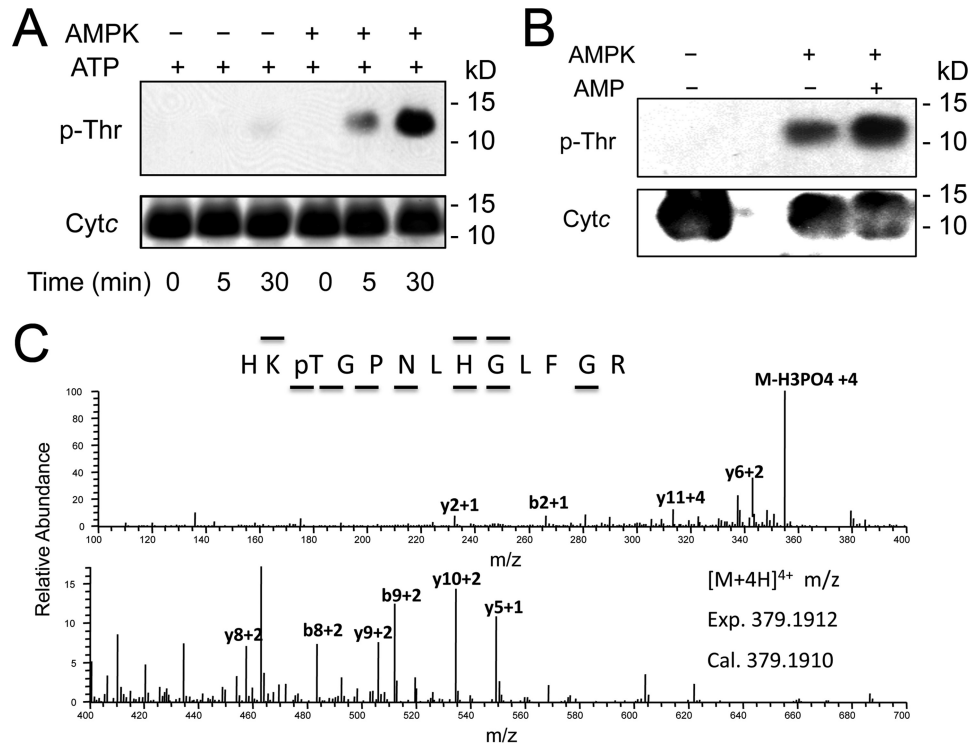 A
AMPK – – – + + +
ATP + + + + + +
kD
p-Thr
- 15
- 10
Cytc
- 15
- 10
Time (min) 0 5 30 0 5 30
B
AMPK – + +
AMP – – +
kD
p-Thr
- 15
- 10
Cytc
- 15
- 10
C
H K pT G P N L H G L F G R
M-H3PO4 +4
y6+2
y11+4
y2+1
b2+1
100
80
60
40
20
0
100 120 140 160 180 200 220 240 260 280 300 320 340 360 380 400
m/z
Relative Abundance
[M+4H]4+ m/z
Exp. 379.1912
Cal. 379.1910
y10+2
b9+2
y5+1
y8+2
b8+2
y9+2
15
10
5
0
400 420 440 460 480 500 520 540 560 580 600 620 640 660 680 700
m/z